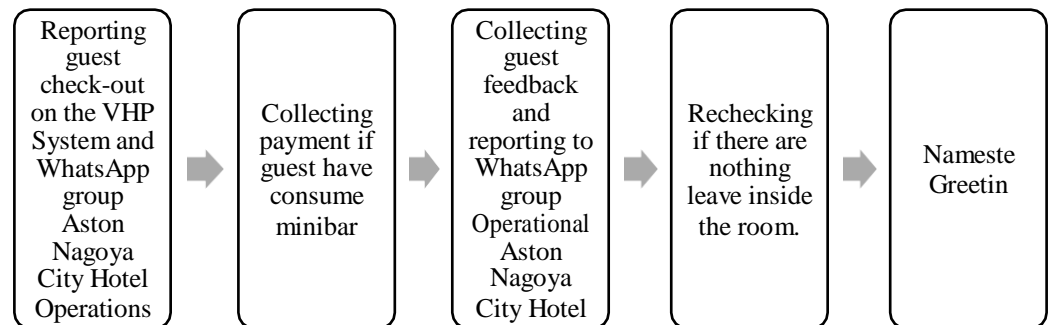 Reporting
guest
check-out
on the VHP
System and
WhatsApp
group
Aston
Nagoya
City Hotel
Operations
Collecting
payment if
guest have
consume
minibar
Collecting
guest
feedback
and
reporting to
WhatsApp
group
Operational
Aston
Nagoya
City Hotel
Rechecking
if there are
nothing
leave inside
the room.
Nameste
Greetin